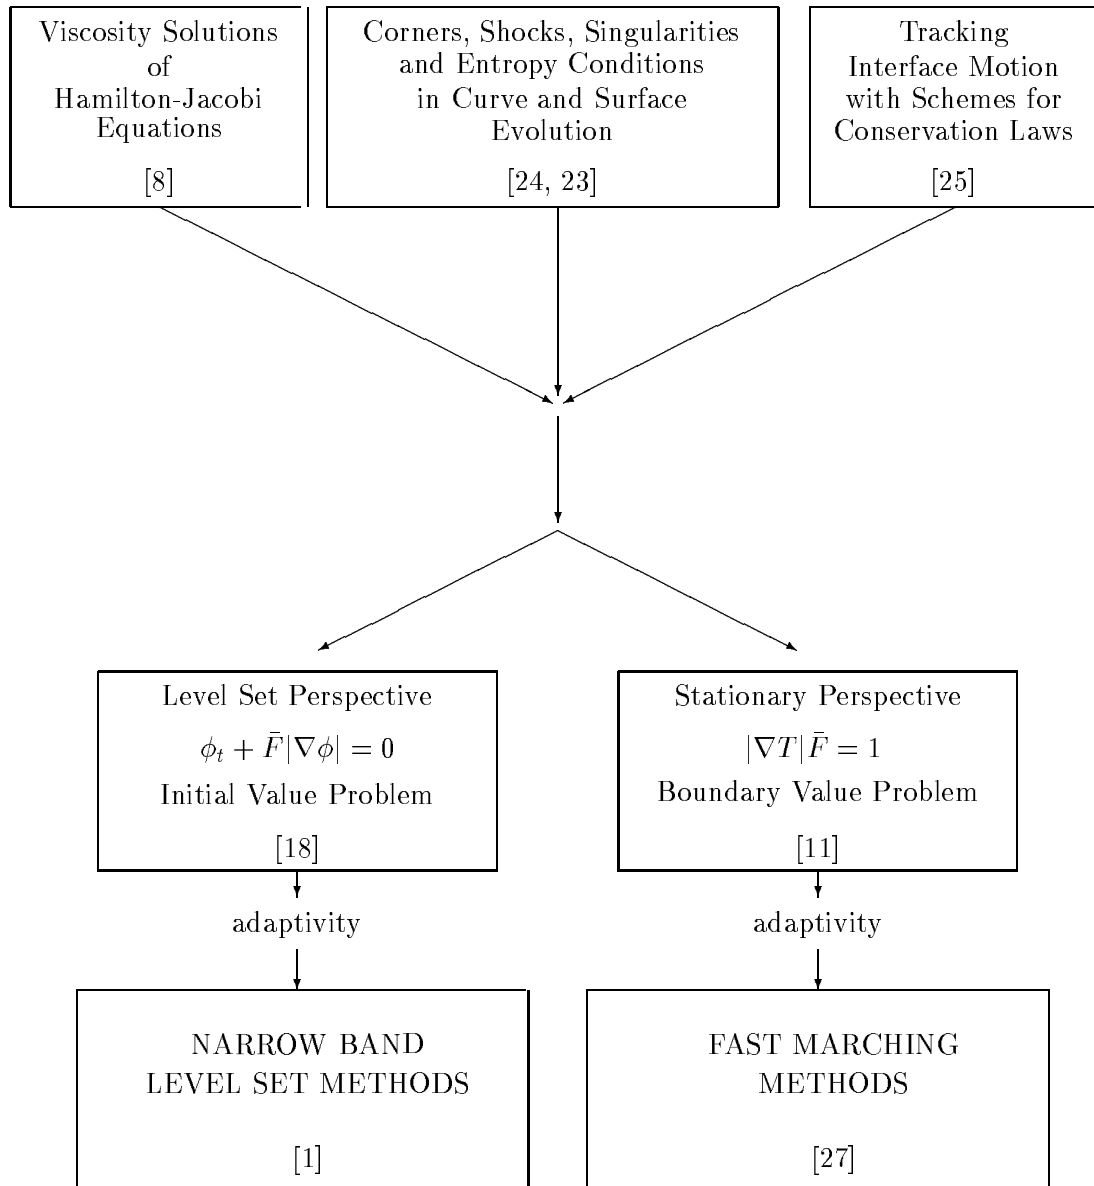 Viscosity Solutions
of
Hamilton-Jacobi
Equations
[8]
Corners, Shocks, Singularities
and Entropy Conditions
in Curve and Surface
Evolution
[24, 23]
Tracking
Interface Motion
with Schemes for
Conservation Laws
[25]
Level Set Perspective
ϕₜ + F̄|∇ϕ| = 0
Initial Value Problem
[18]
Stationary Perspective
|∇T|F̄ = 1
Boundary Value Problem
[11]
adaptivity
adaptivity
NARROW BAND
LEVEL SET METHODS
[1]
FAST MARCHING
METHODS
[27]